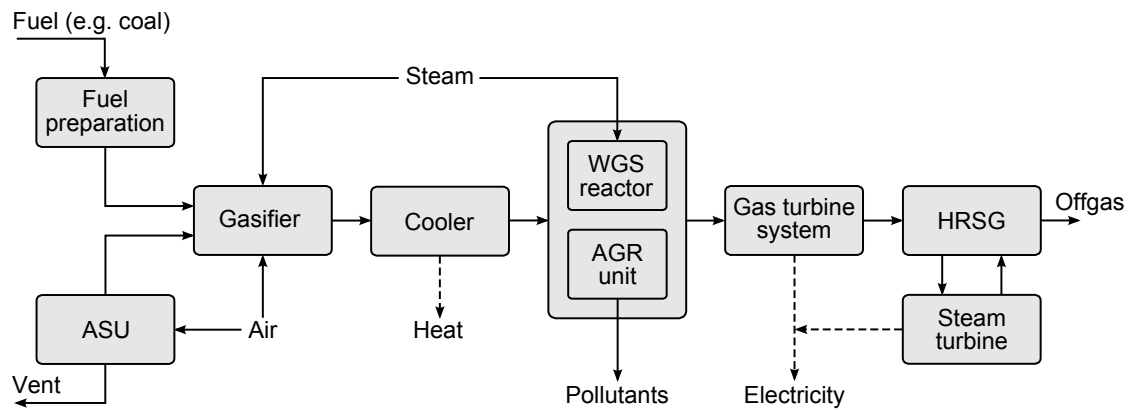 Fuel (e.g. coal)
Fuel
preparation
Steam
WGS
reactor
Gasifier
Cooler
AGR
unit
Gas turbine
system
HRSG
Offgas
ASU
Air
Heat
Steam
turbine
Vent
Pollutants
Electricity